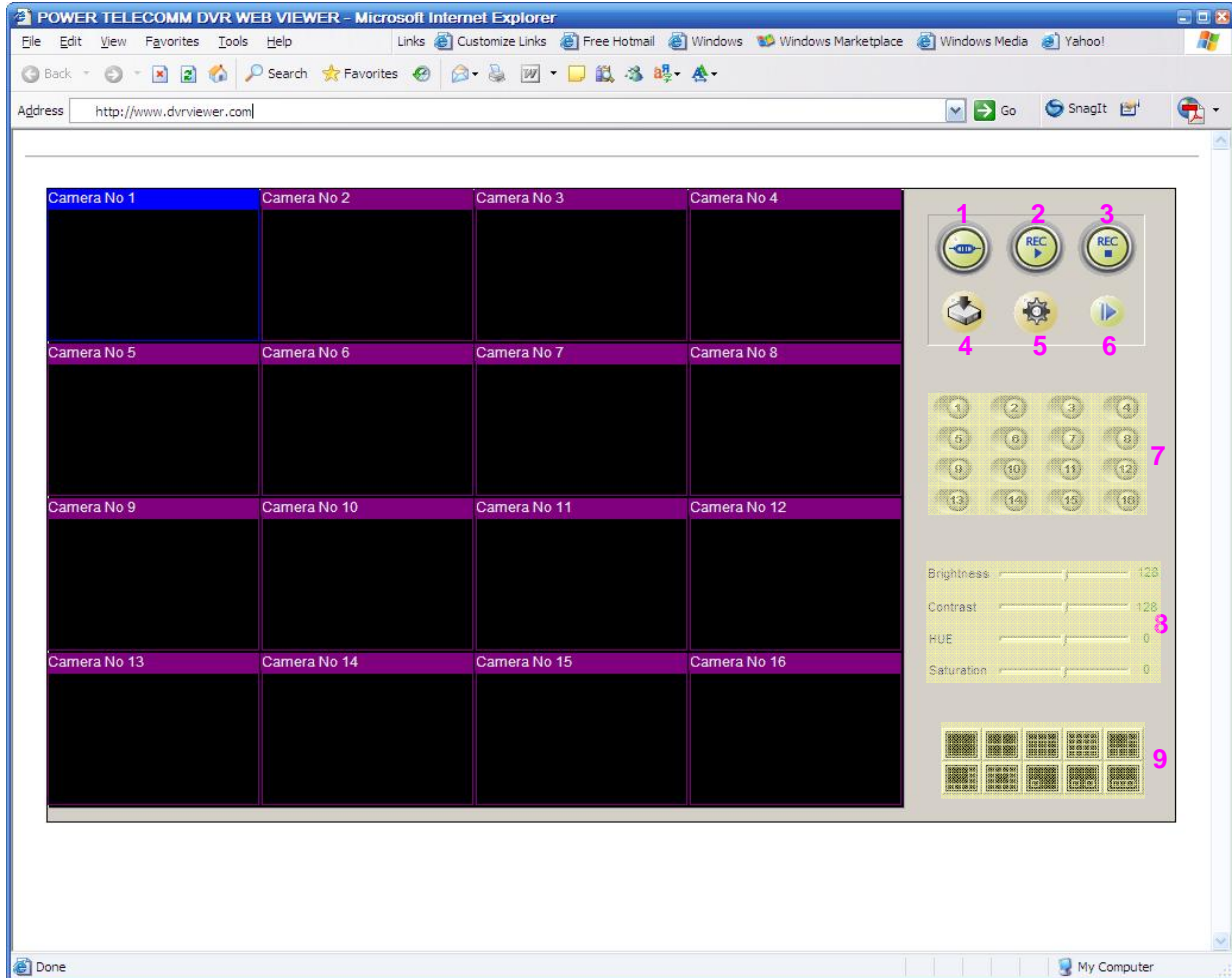 POWER TELECOMM DVR WEB VIEWER - Microsoft Internet Explorer
File Edit View Favorites Tools Help Links Customize Links Free Hotmail Windows Windows Marketplace Windows Media Yahoo!
Back Search Favorites
Address http://www.dvrviewer.com Go SnagIt
Camera No 1 Camera No 2 Camera No 3 Camera No 4
1 2 3
REC REC
4 5 6
Camera No 5 Camera No 6 Camera No 7 Camera No 8
1 2 3 4
5 6 7 8
7
9 10 11 12
13 14 15 16
Camera No 9 Camera No 10 Camera No 11 Camera No 12
Brightness 128
Contrast 128
8
HUE 0
Saturation 0
Camera No 13 Camera No 14 Camera No 15 Camera No 16
9
Done My Computer